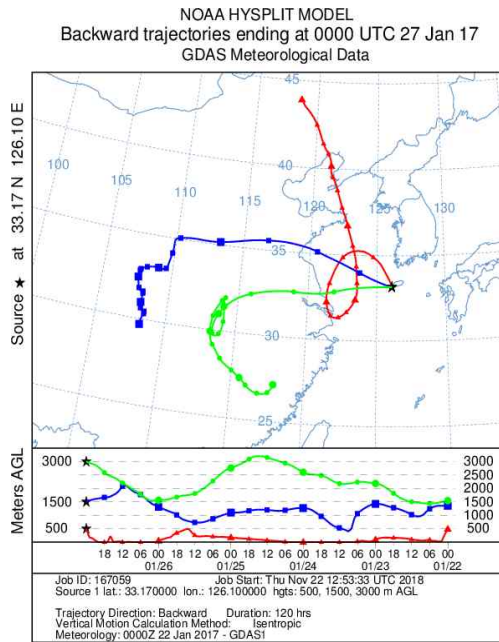 NOAA HYSPLIT MODEL
Backward trajectories ending at 0000 UTC 27 Jan 17
GDAS Meteorological Data
Source ★ at 33.17 N 126.10 E
45
40
100
105
110
115
120
125
130
35
30
25
Meters AGL
3000 3000
2500
2000
1500 1500
1000
500 500
18 12 06 00 18 12 06 00 18 12 06 00 18 12 06 00 18 12 06 00
01/26 01/25 01/24 01/23 01/22
Job ID: 167059 Job Start: Thu Nov 22 12:53:33 UTC 2018
Source 1 lat.: 33.170000 lon.: 126.100000 hgts: 500, 1500, 3000 m AGL
Trajectory Direction: Backward Duration: 120 hrs
Vertical Motion Calculation Method: Isentropic
Meteorology: 0000Z 22 Jan 2017 - GDAS1